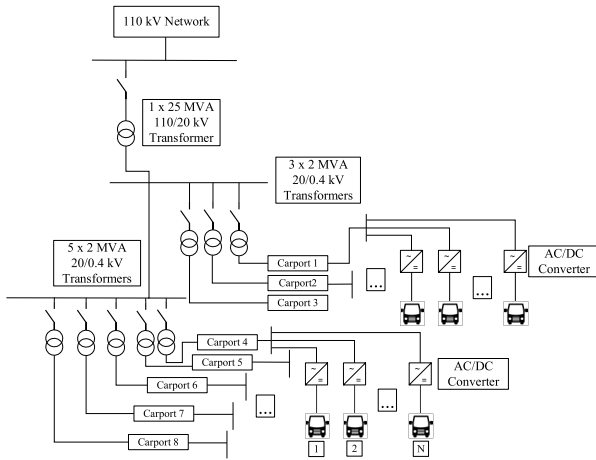 110 kV Network
1 x 25 MVA
110/20 kV
Transformer
3 x 2 MVA
20/0.4 kV
Transformers
5 x 2 MVA
20/0.4 kV
Transformers
Carport 1
Carport2
Carport 3
...
...
~
=
~
=
~
=
AC/DC
Converter
Carport 4
Carport 5
Carport 6
Carport 7
Carport 8
...
...
~
=
~
=
~
=
AC/DC
Converter
1
2
N